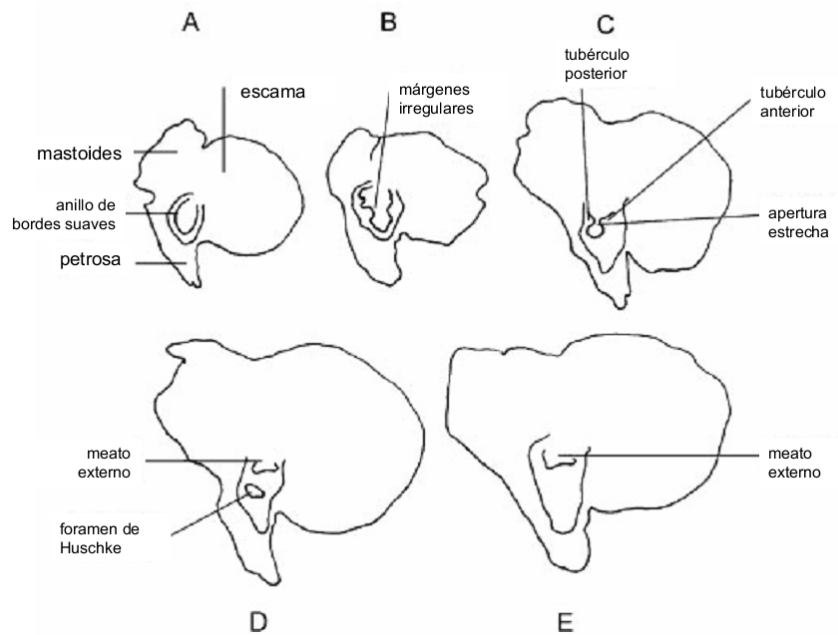 A
B
C
escama
márgenes
irregulares
tubérculo
posterior
tubérculo
anterior
mastoides
anillo de
bordes suaves
petrosa
apertura
estrecha
meato
externo
foramen de
Huschke
meato
externo
D
E